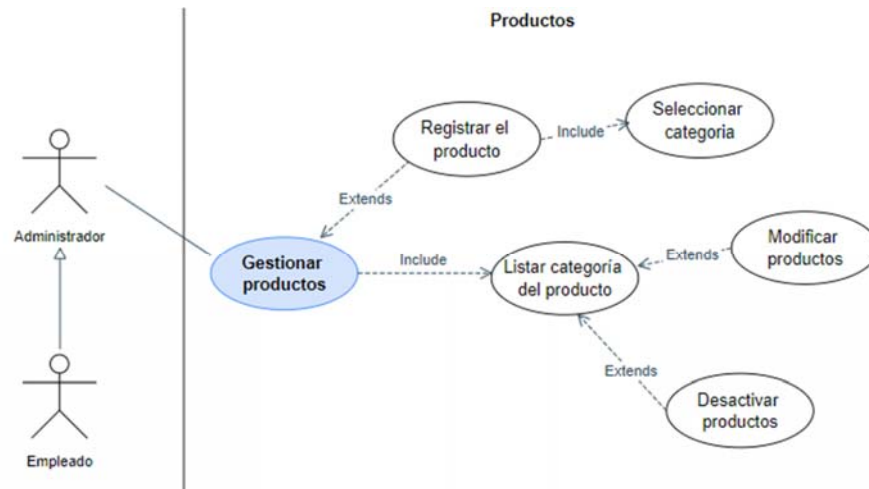 Productos
Registrar el
producto
Include
Seleccionar
categoria
Extends
Administrador
Gestionar
productos
Include
Listar categoría
del producto
Extends
Modificar
productos
Extends
Desactivar
productos
Empleado